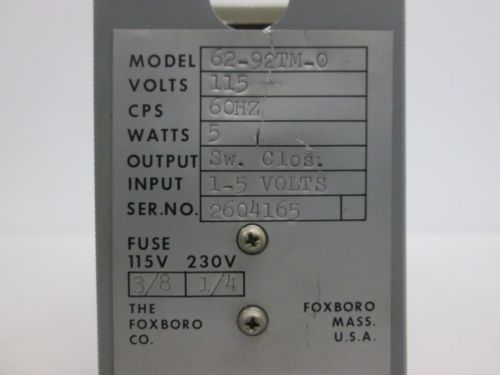 MODEL 62-92TM-0
VOLTS 115
CPS 60HZ
WATTS 5
OUTPUT Sw. Clos.
INPUT 1-5 VOLTS
SER.NO. 2604165
FUSE
115V 230V
3/8 1/4
THE FOXBORO
FOXBORO MASS.
CO. U.S.A.